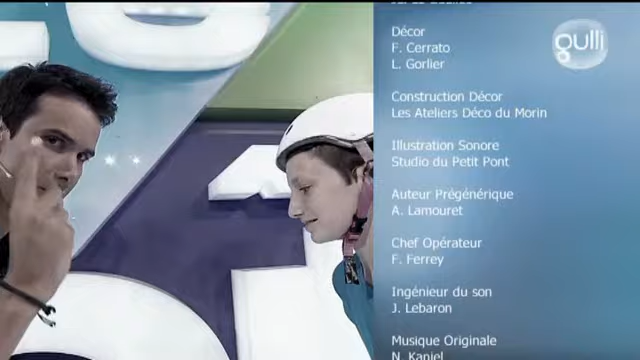 gulli
Décor
F. Cerrato
L. Gorlier
Construction Décor
Les Ateliers Déco du Morin
Illustration Sonore
Studio du Petit Pont
Auteur Prégénérique
A. Lamouret
Chef Opérateur
F. Ferrey
Ingénieur du son
J. Lebaron
Musique Originale
N. Kaniel